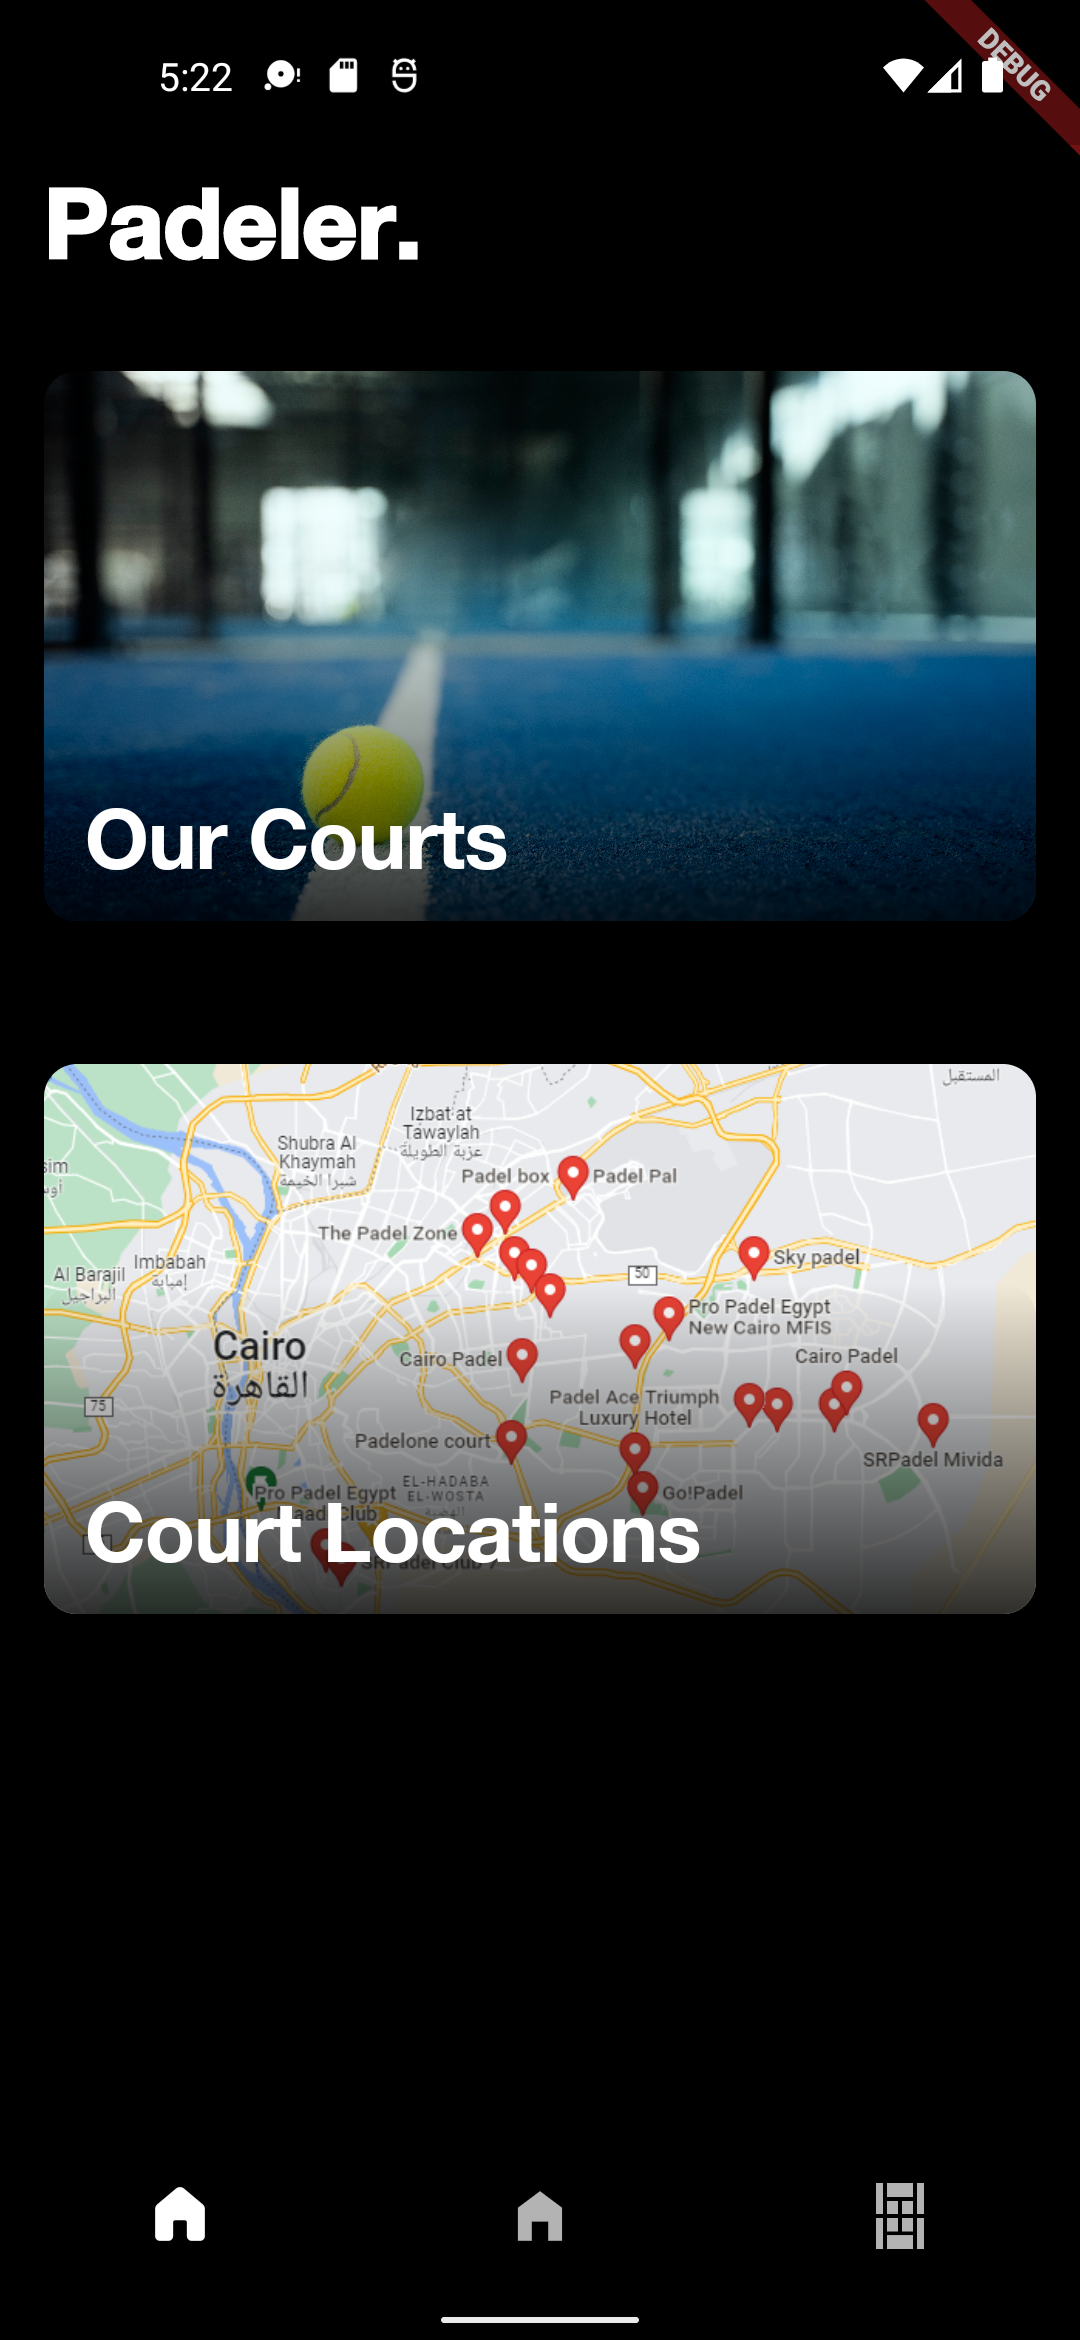 5:22
DEBUG
Padeler.
Our Courts
المستقبل
Izbat at
Tawaylah
عزبة الطويلة
Shubra Al
Khaymah
شبرا الخيمة
Padel box
Padel Pal
The Padel Zone
Sky padel
Imbabah
إمبابة
Al Barajil
البراجيل
50
Pro Padel Egypt
New Cairo MFIS
Cairo
القاهرة
Cairo Padel
Cairo Padel
75
Padel Ace Triumph
Luxury Hotel
Padelone court
SRPadel Mivida
EL-HADABA
EL-WOSTA
Pro Padel Egypt
Club
Go!Padel
Court Locations